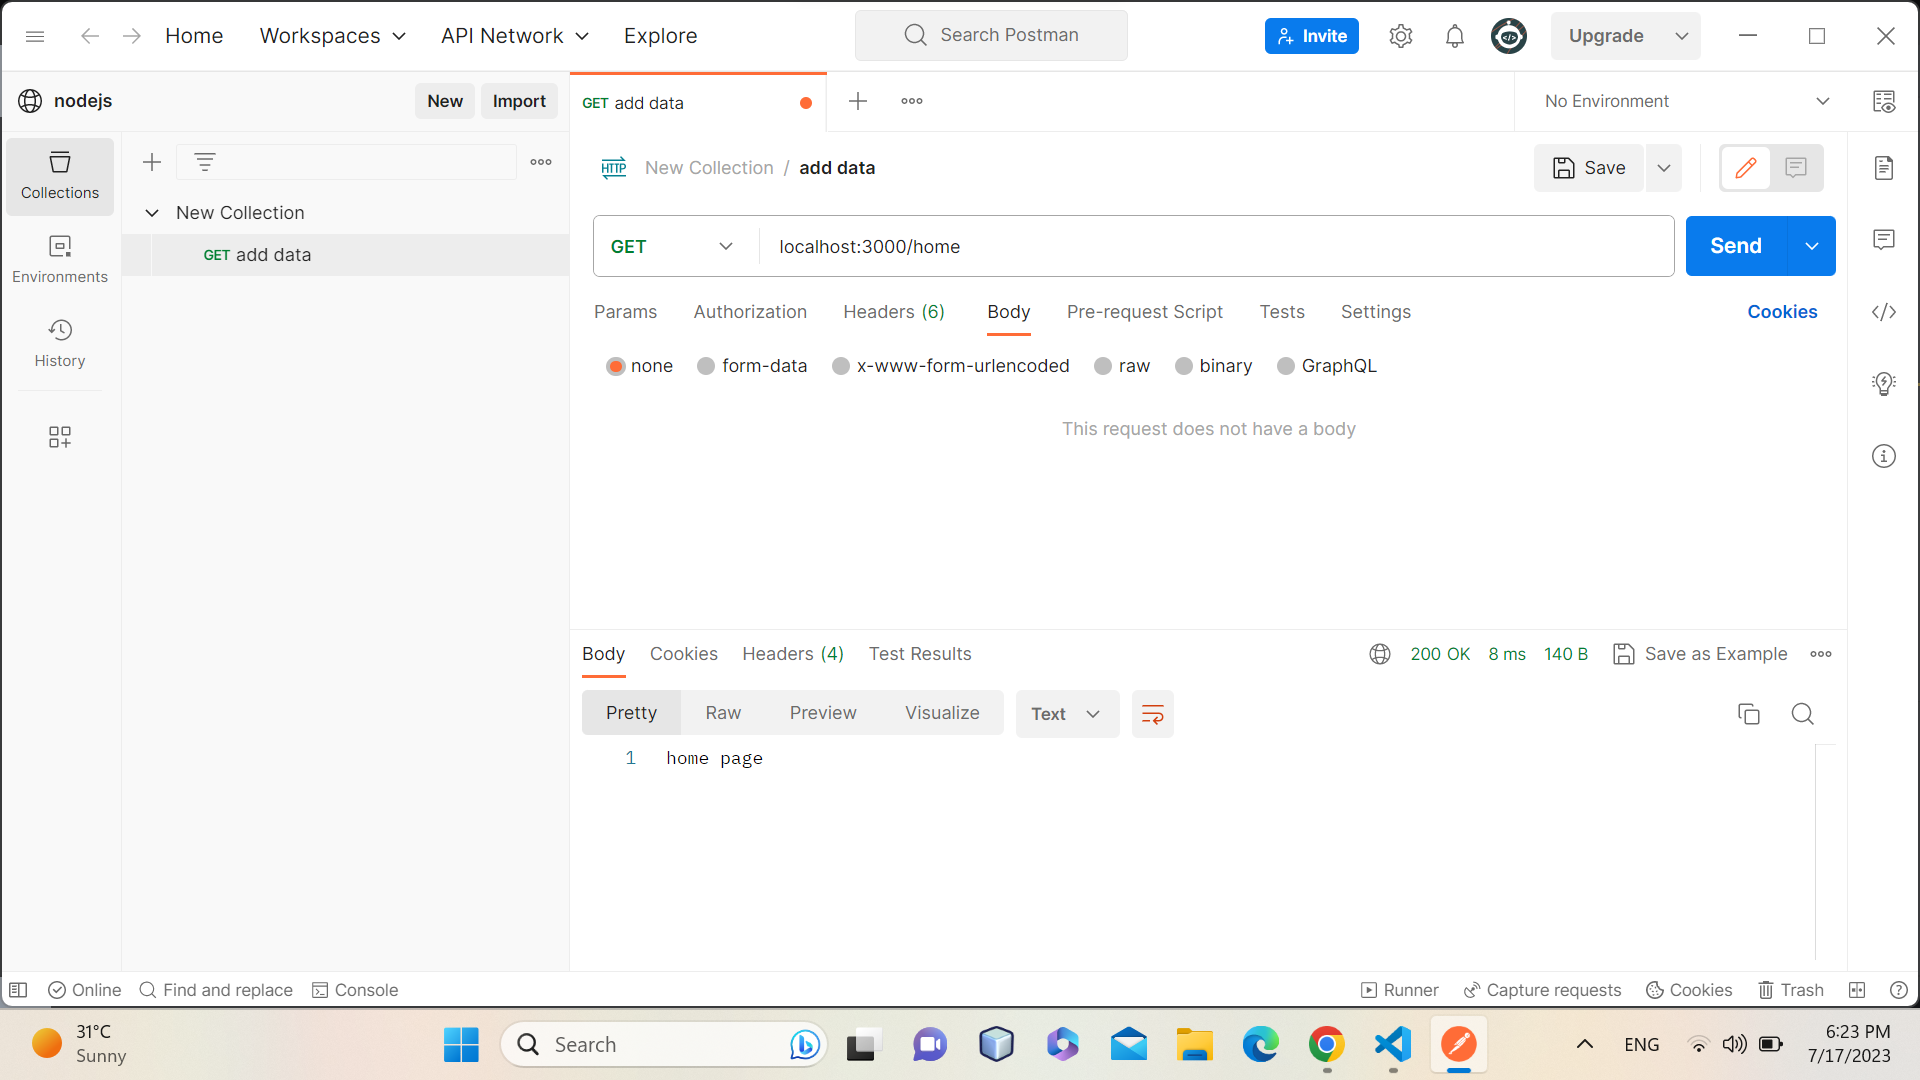 Home Workspaces API Network Explore Search Postman Invite Upgrade
nodejs New Import GET add data No Environment
Collections
New Collection
GET add data
Environments
History
HTTP New Collection / add data Save
GET localhost:3000/home Send
Params Authorization Headers (6) Body Pre-request Script Tests Settings Cookies
none form-data x-www-form-urlencoded raw binary GraphQL
This request does not have a body
Body Cookies Headers (4) Test Results 200 OK 8 ms 140 B Save as Example
Pretty Raw Preview Visualize Text
1 home page
Online Find and replace Console Runner Capture requests Cookies Trash
31°C
Sunny
Search
ENG
6:23 PM
7/17/2023